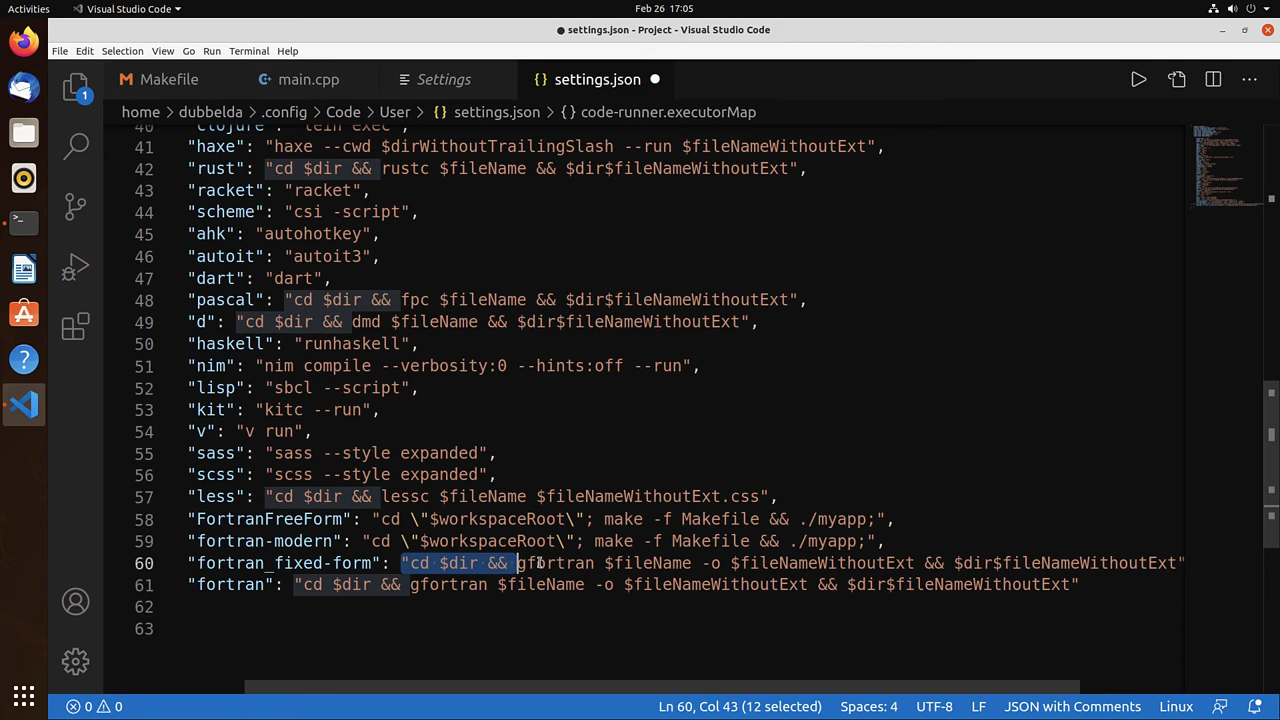 Activities
Visual Studio Code
Feb 26 17:05
settings.json - Project - Visual Studio Code
File Edit Selection View Go Run Terminal Help
Makefile
main.cpp
Settings
{} settings.json
home > dubbelda > .config > Code > User > {} settings.json > {} code-runner.executorMap
40 "clojure" "lein exec",
41 "haxe": "haxe --cwd $dirWithoutTrailingSlash --run $fileNameWithoutExt",
42 "rust": "cd $dir && rustc $fileName && $dir$fileNameWithoutExt",
43 "racket": "racket",
44 "scheme": "csi -script",
45 "ahk": "autohotkey",
46 "autoit": "autoit3",
47 "dart": "dart",
48 "pascal": "cd $dir && fpc $fileName && $dir$fileNameWithoutExt",
49 "d": "cd $dir && dmd $fileName && $dir$fileNameWithoutExt",
50 "haskell": "runhaskell",
51 "nim": "nim compile --verbosity:0 --hints:off --run",
52 "lisp": "sbcl --script",
53 "kit": "kitc --run",
54 "v": "v run",
55 "sass": "sass --style expanded",
56 "scss": "scss --style expanded",
57 "less": "cd $dir && lessc $fileName $fileNameWithoutExt.css",
58 "FortranFreeForm": "cd \"$workspaceRoot\"; make -f Makefile && ./myapp;",
59 "fortran-modern": "cd \"$workspaceRoot\"; make -f Makefile && ./myapp;",
60 "fortran_fixed-form": "cd $dir && gfortran $fileName -o $fileNameWithoutExt && $dir$fileNameWithoutExt"
61 "fortran": "cd $dir && gfortran $fileName -o $fileNameWithoutExt && $dir$fileNameWithoutExt"
62
63
1
0 0
Ln 60, Col 43 (12 selected)
Spaces: 4
UTF-8
LF
JSON with Comments
Linux